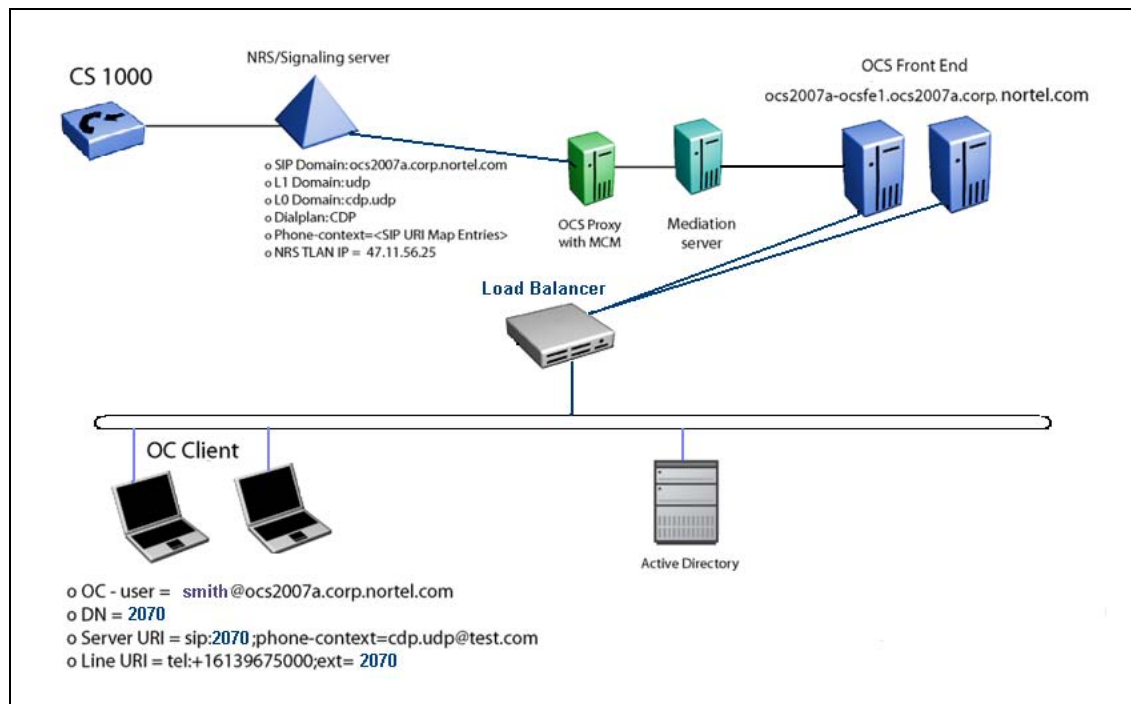 NRS/Signaling server
CS 1000
OCS Front End
ocs2007a-ocsfe1.ocs2007a.corp.nortel.com
o SIP Domain:ocs2007a.corp.nortel.com
o L1 Domain:udp
o L0 Domain:cdp.udp
o Dialplan:CDP
o Phone-context=<SIP URI Map Entries>
o NRS TLAN IP = 47.11.56.25
OCS Proxy
with MCM
Mediation
server
Load Balancer
OC Client
Active Directory
o OC - user = smith@ocs2007a.corp.nortel.com
o DN = 2070
o Server URI = sip:2070;phone-context=cdp.udp@test.com
o Line URI = tel:+16139675000;ext= 2070